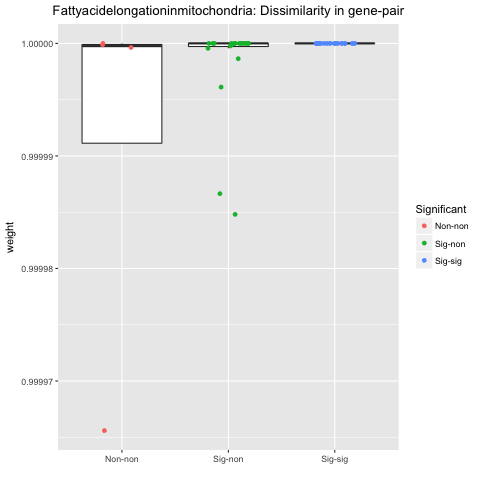 Fattyacidelongationinmitochondria: Dissimilarity in gene-pair
1.00000
0.99999
0.99998
0.99997
weight
Non-non
Sig-non
Sig-sig
Significant
Non-non
Sig-non
Sig-sig